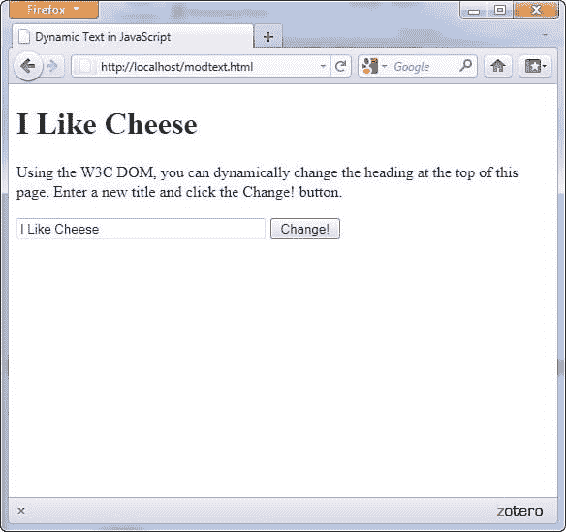 Firefox
Dynamic Text in JavaScript
http://localhost/modtext.html
Google
I Like Cheese
Using the W3C DOM, you can dynamically change the heading at the top of this
page. Enter a new title and click the Change! button.
I Like Cheese
Change!
zotero